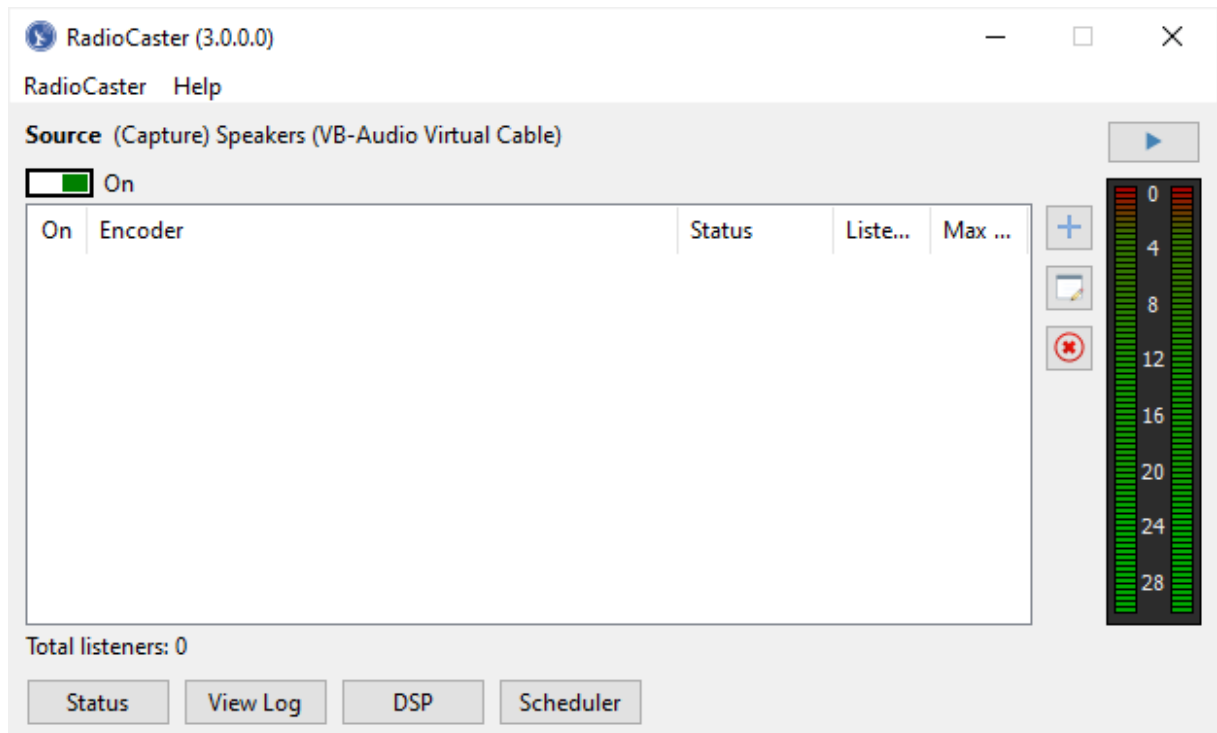 RadioCaster (3.0.0.0)
RadioCaster Help
Source (Capture) Speakers (VB-Audio Virtual Cable)
On
On Encoder Status Liste... Max ...
0
4
8
12
16
20
24
28
Total listeners: 0
Status View Log DSP Scheduler